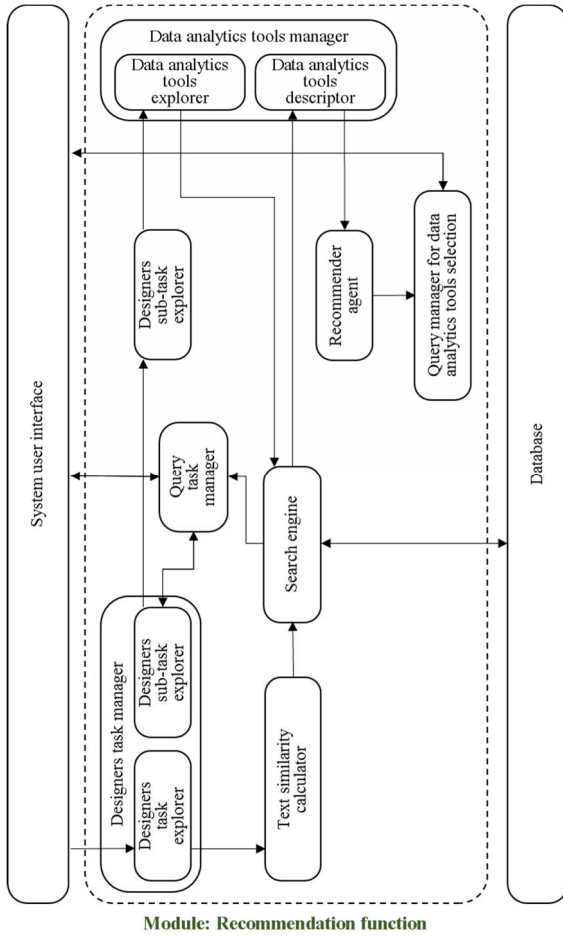 System user interface
Data analytics tools manager
Data analytics
tools
explorer
Data analytics
tools
descriptor
Designers
sub-task
explorer
Recommender
agent
Query manager for data
analytics tools selection
Query
task
manager
Search engine
Database
Designers task manager
Designers
sub-task
explorer
Designers
task
explorer
Text similarity
calculator
Module: Recommendation function